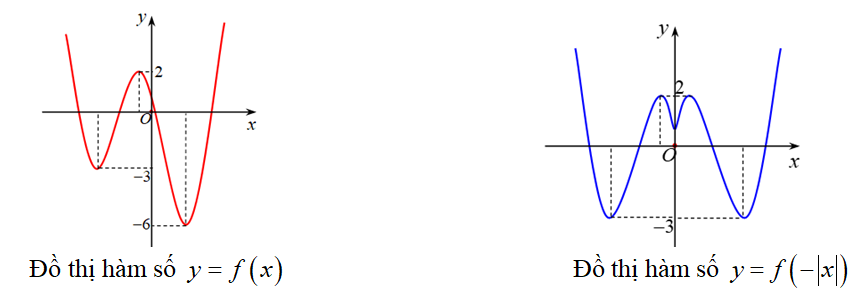 y
2
O
x
−3
−6
Đồ thị hàm số y = f(x)
y
2
O
x
−3
Đồ thị hàm số y = f(−|x|)